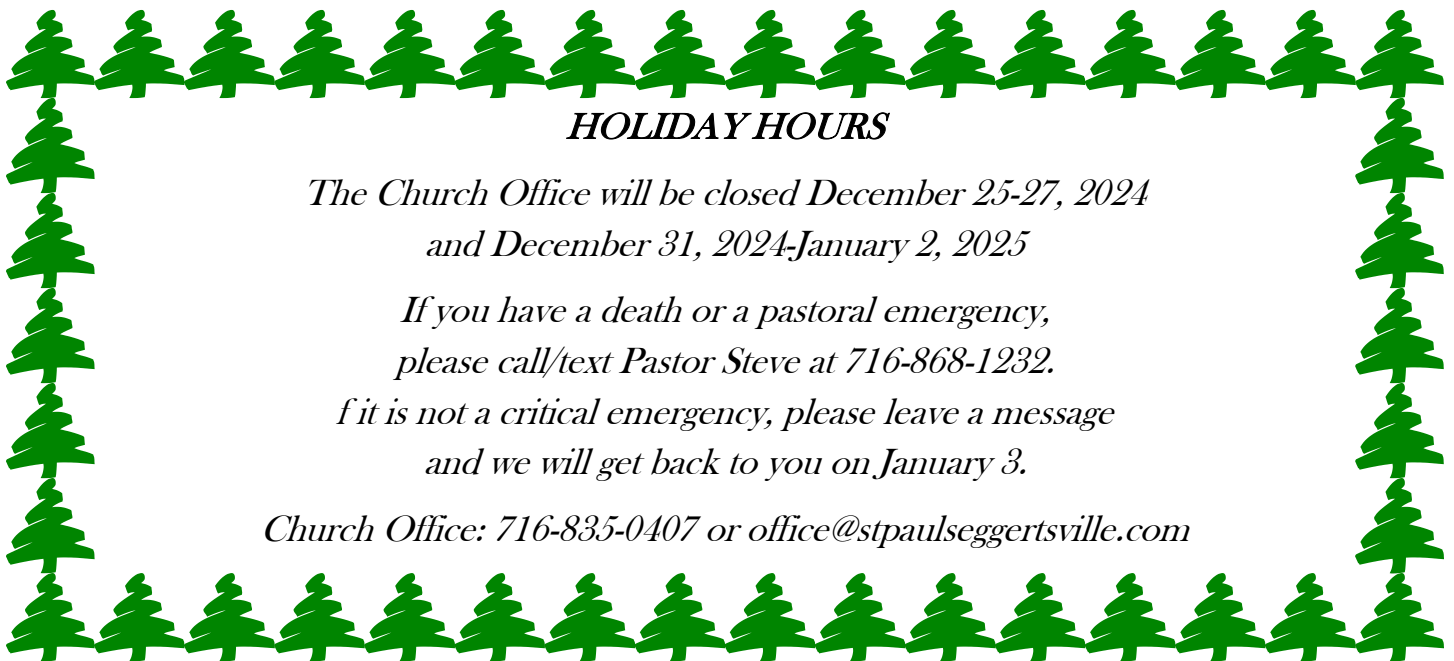 HOLIDAY HOURS
The Church Office will be closed December 25-27, 2024
and December 31, 2024-January 2, 2025
If you have a death or a pastoral emergency,
please call/text Pastor Steve at 716-868-1232.
f it is not a critical emergency, please leave a message
and we will get back to you on January 3.
Church Office: 716-835-0407 or office@stpaulseggertsville.com